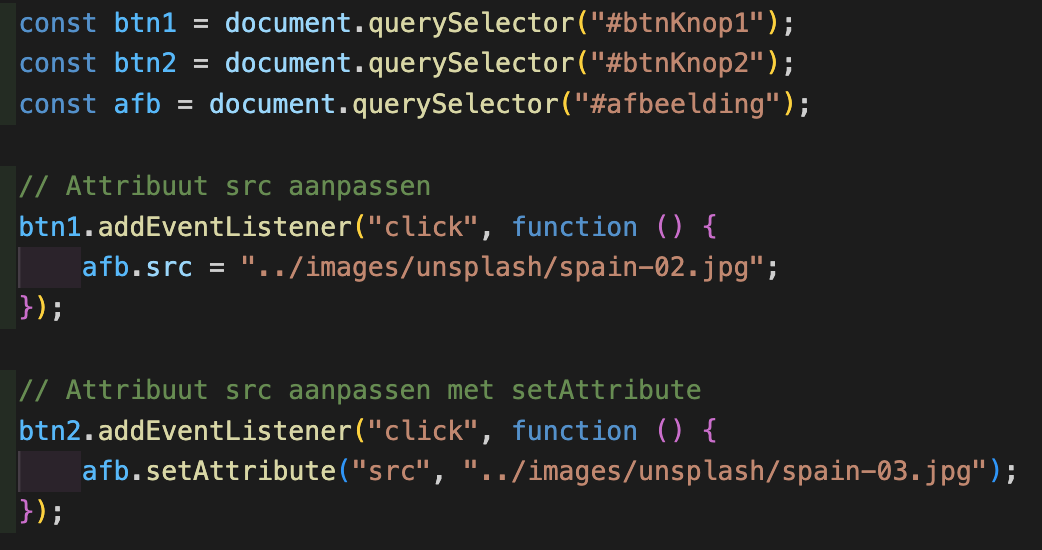 const btn1 = document.querySelector("#btnKnop1");
const btn2 = document.querySelector("#btnKnop2");
const afb = document.querySelector("#afbeelding");
// Attribuut src aanpassen
btn1.addEventListener("click", function () {
    afb.src = "../images/unsplash/spain-02.jpg";
});
// Attribuut src aanpassen met setAttribute
btn2.addEventListener("click", function () {
    afb.setAttribute("src", "../images/unsplash/spain-03.jpg");
});